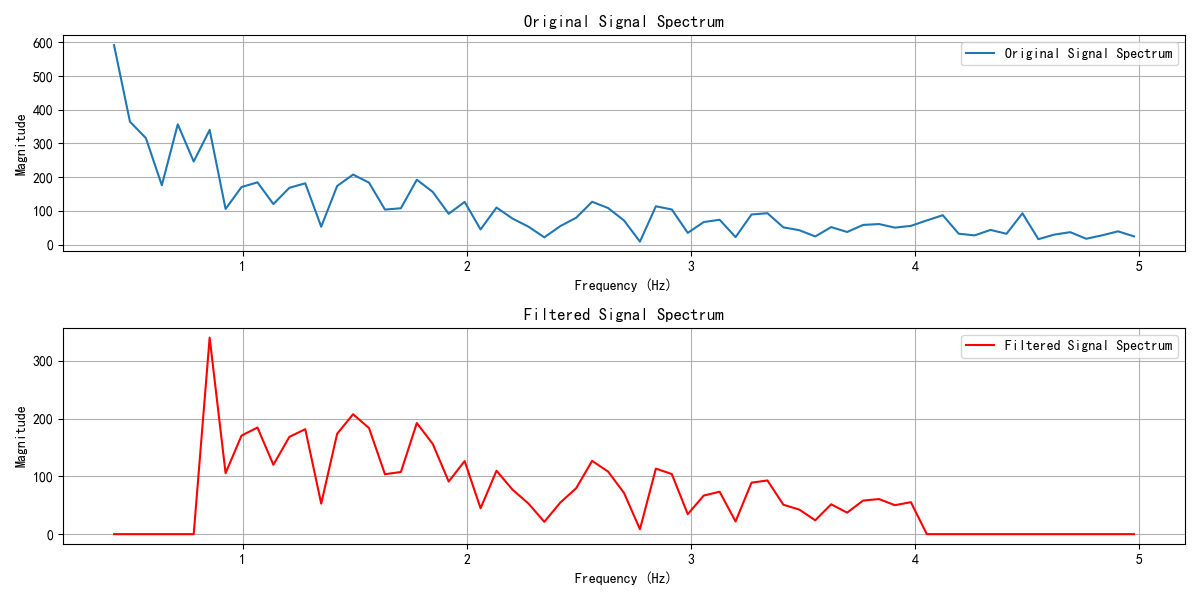 Original Signal Spectrum
Original Signal Spectrum
Magnitude
600
500
400
300
200
100
0
1 2 3 4 5
Frequency (Hz)
Filtered Signal Spectrum
Filtered Signal Spectrum
Magnitude
300
200
100
0
1 2 3 4 5
Frequency (Hz)